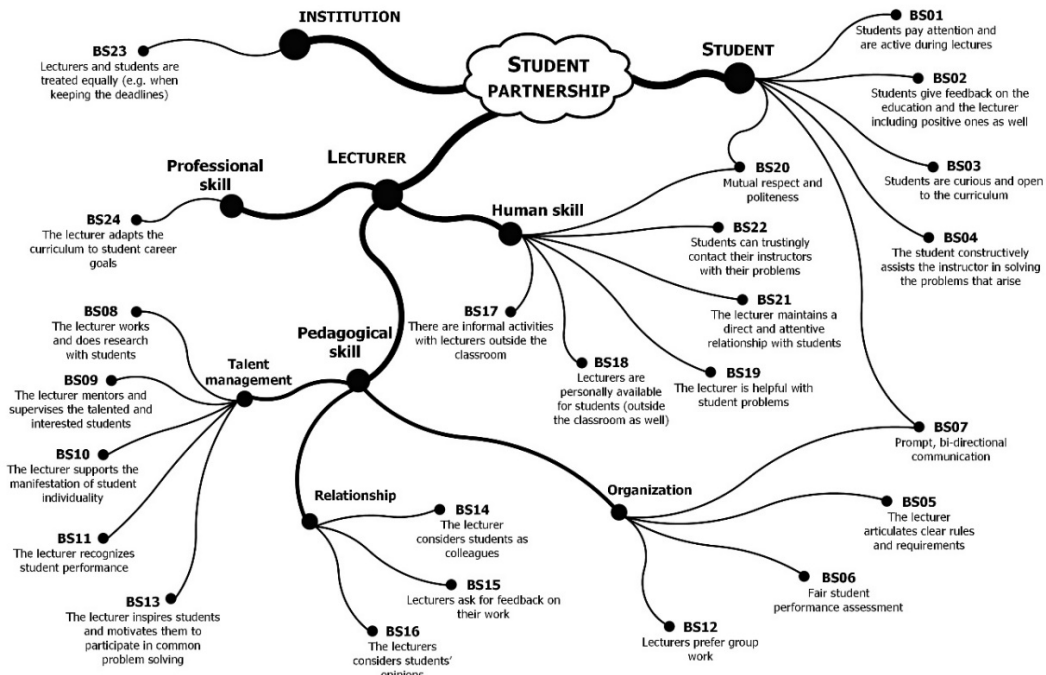 INSTITUTION
BS23
Lecturers and students are
treated equally (e.g. when
keeping the deadlines)
STUDENT
PARTNERSHIP
STUDENT
BS01
Students pay attention and
are active during lectures
BS02
Students give feedback on the
education and the lecturer
including positive ones as well
BS03
Students are curious and open
to the curriculum
BS04
The student constructively
assists the instructor in solving
the problems that arise
LECTURER
Professional
skill
BS24
The lecturer adapts the
curriculum to student career
goals
Human skill
BS20
Mutual respect and
politeness
BS22
Students can trustingly
contact their instructors
with their problems
BS21
The lecturer maintains a
direct and attentive
relationship with students
BS17
There are informal activities
with lecturers outside the
classroom
BS18
Lecturers are
personally available
for students (outside
the classroom as well)
BS19
The lecturer is helpful with
student problems
Pedagogical
skill
Talent
management
BS08
The lecturer works
and does research
with students
BS09
The lecturer mentors and
supervises the talented and
interested students
BS10
The lecturer supports the
manifestation of student
individuality
BS11
The lecturer recognizes
student performance
BS13
The lecturer inspires students
and motivates them to
participate in common
problem solving
Relationship
BS14
The lecturer
considers students as
colleagues
BS15
Lecturers ask for feedback on
their work
BS16
The lecturers
considers students'
opinions
Organization
BS07
Prompt, bi-directional
communication
BS05
The lecturer
articulates clear rules
and requirements
BS06
Fair student
performance assessment
BS12
Lecturers prefer group
work